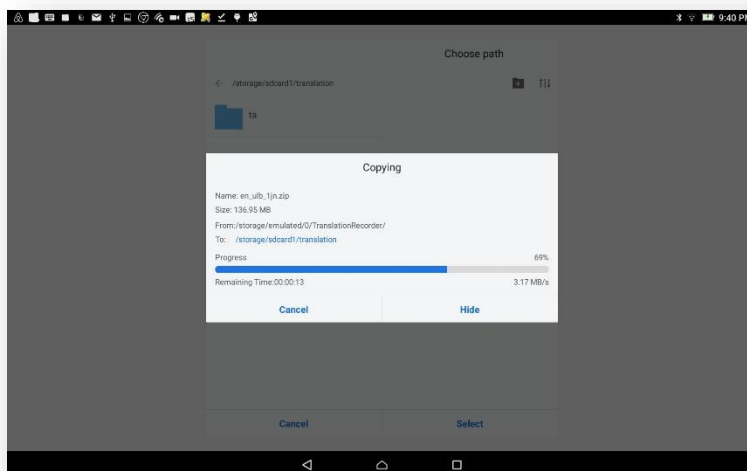 9:40 PM
Choose path
/storage/sdcard1/translation
ta
Copying
Name: en_ulb_1jn.zip
Size: 136.95 MB
From:/storage/emulated/0/TranslationRecorder/
To: /storage/sdcard1/translation
Progress 69%
Remaining Time:00:00:13 3.17 MB/s
Cancel Hide
Cancel Select